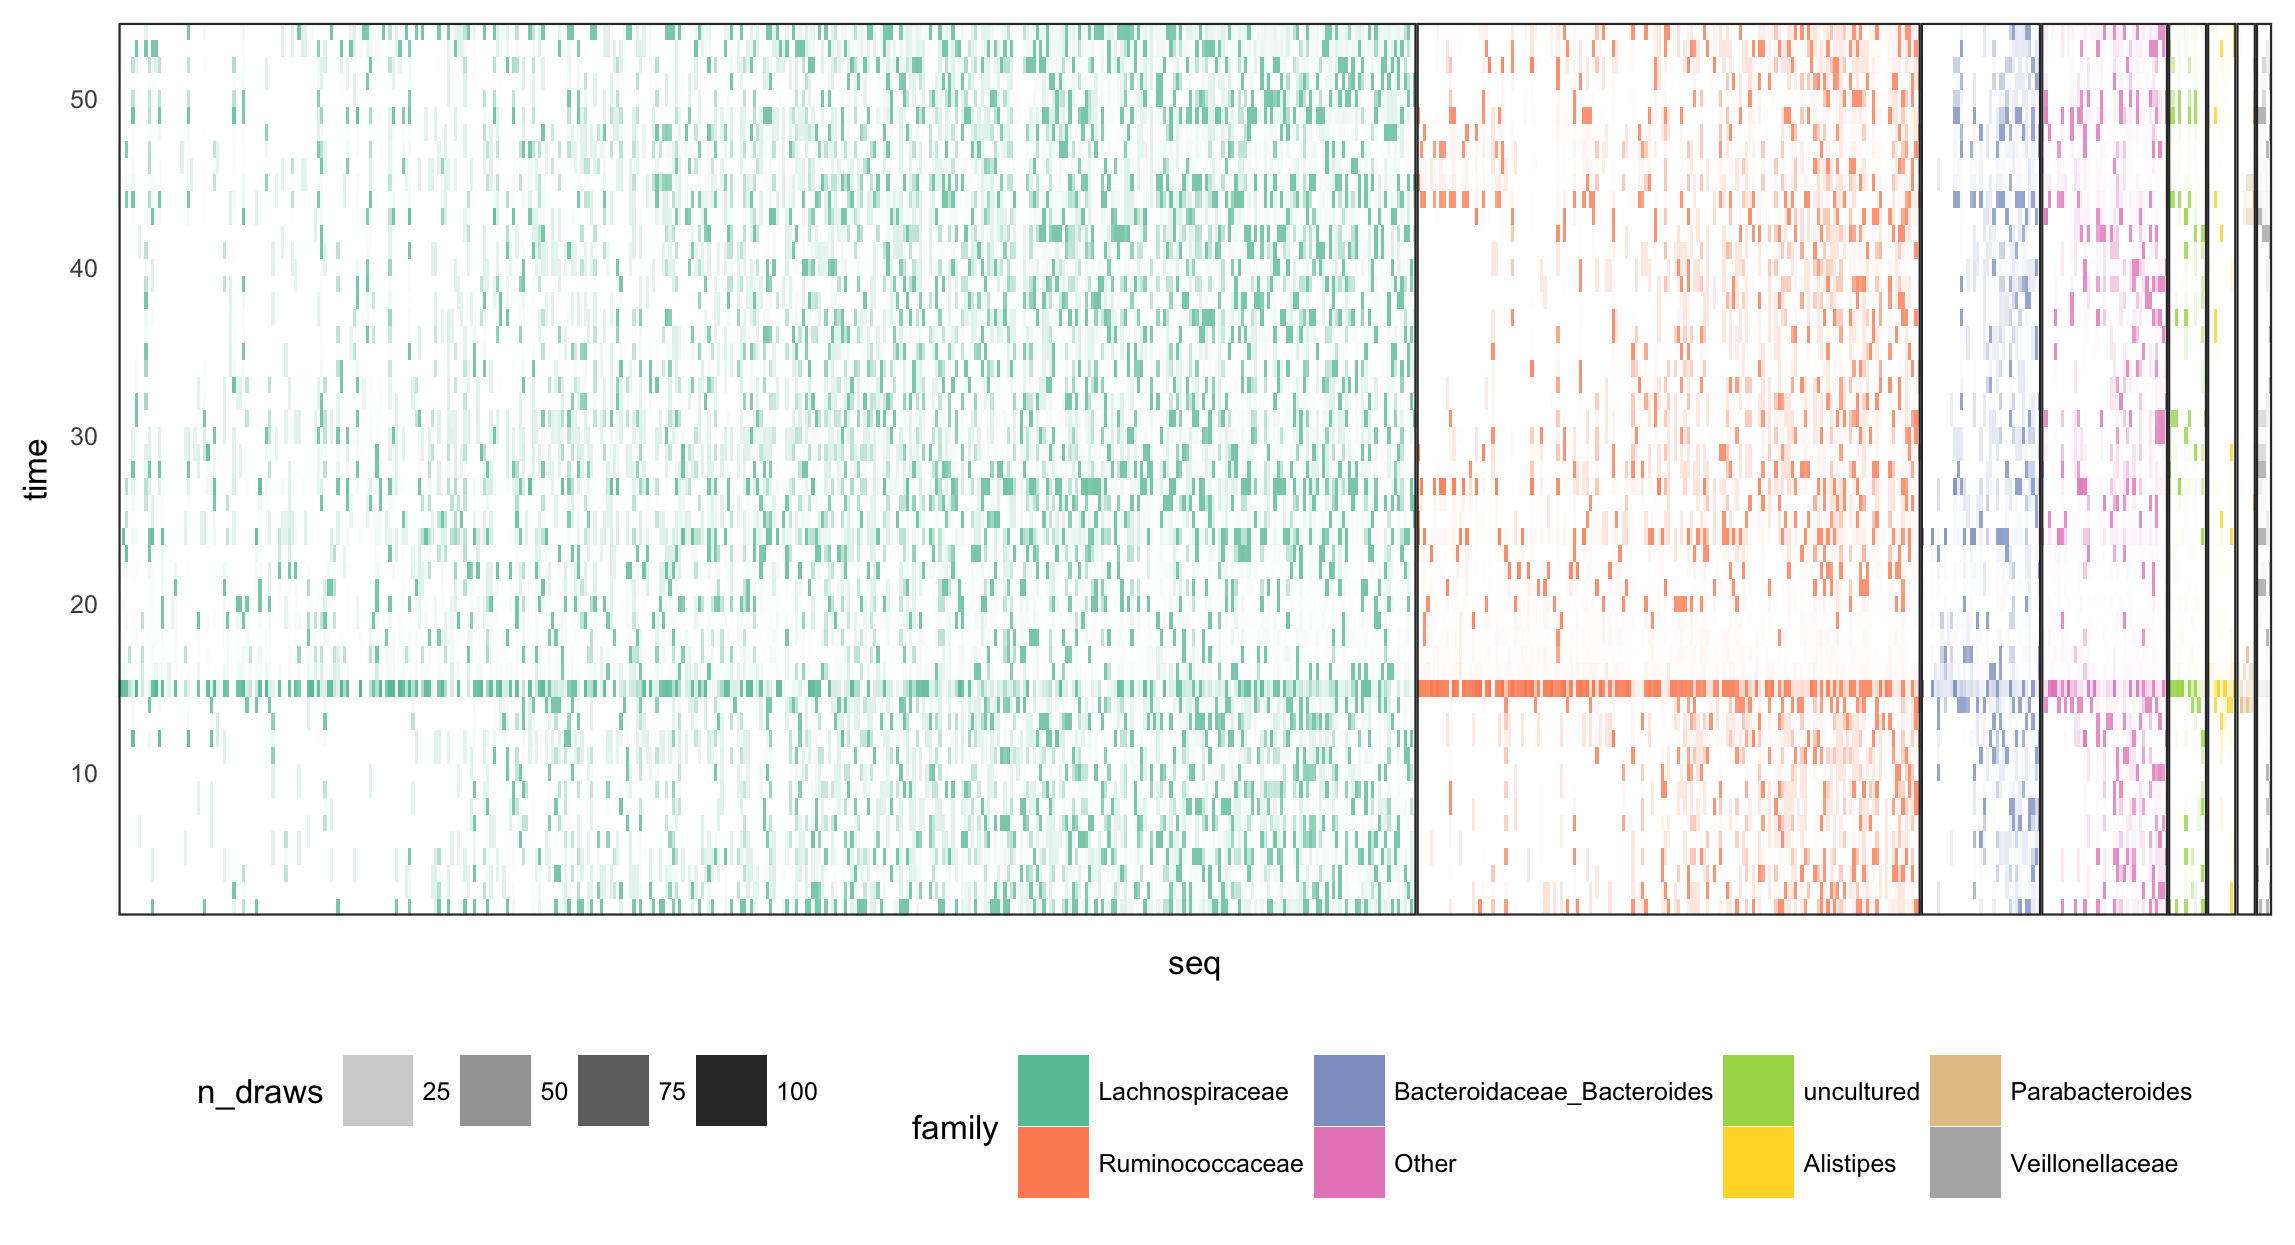 50
40
30
20
10
time
seq
n_draws 25 50 75 100
family
Lachnospiraceae Bacteroidaceae_Bacteroides uncultured Parabacteroides
Ruminococcaceae Other Alistipes Veillonellaceae